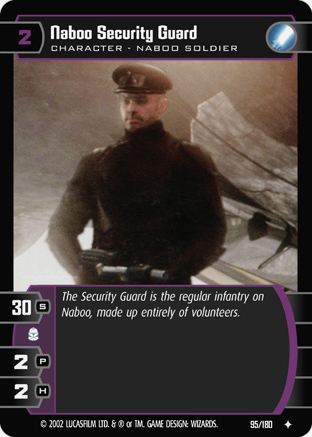 2 Naboo Security Guard
CHARACTER - NABOO SOLDIER
30 S
The Security Guard is the regular infantry on
Naboo, made up entirely of volunteers.
2 P
2 H
© 2002 LUCASFILM LTD. & ® or TM. GAME DESIGN: WIZARDS. 95/180